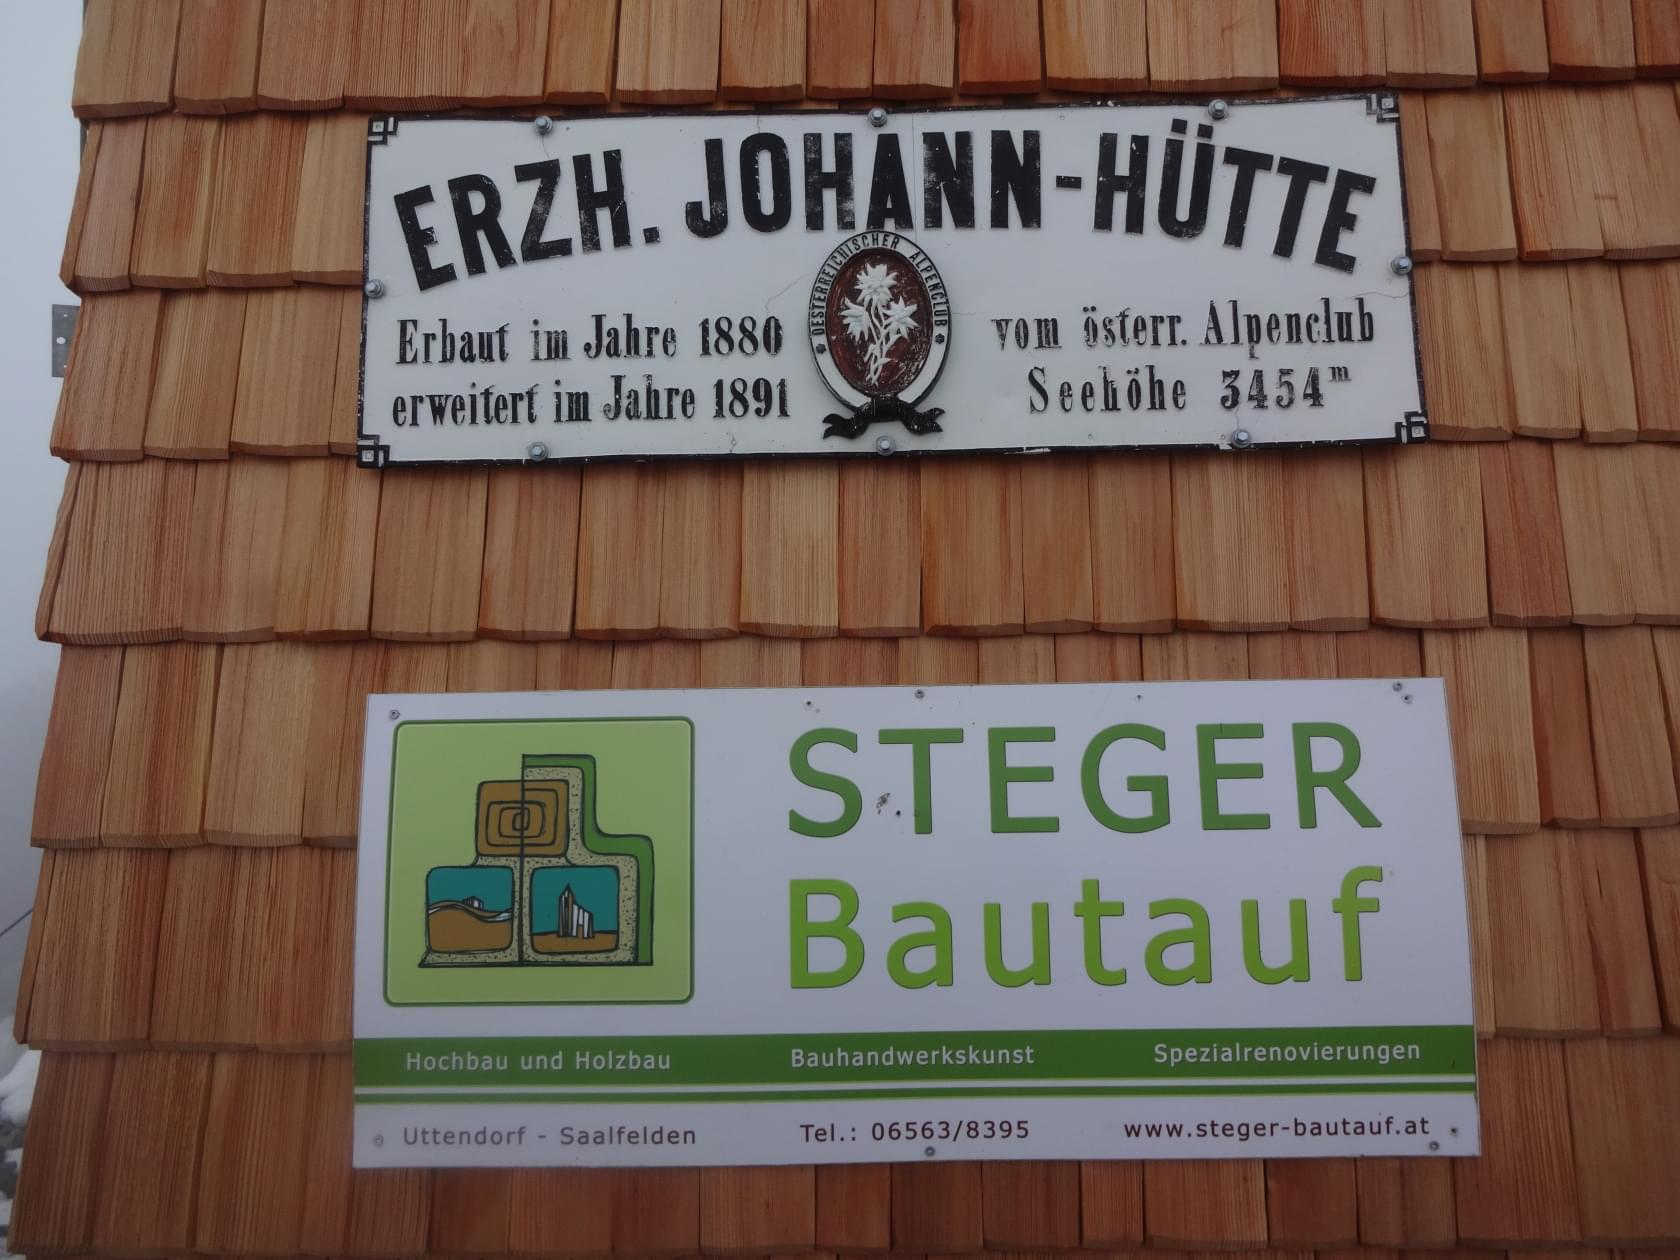 ERZH. JOHANN-HÜTTE
OESTERREICHISCHER ALPENCLUB
Erbaut im Jahre 1880
erweitert im Jahre 1891
vom österr. Alpenclub
Seehöhe 3454m
STEGER
Bautauf
Hochbau und Holzbau
Bauhandwerkskunst
Spezialrenovierungen
Uttendorf - Saalfelden
Tel.: 06563/8395
www.steger-bautauf.at